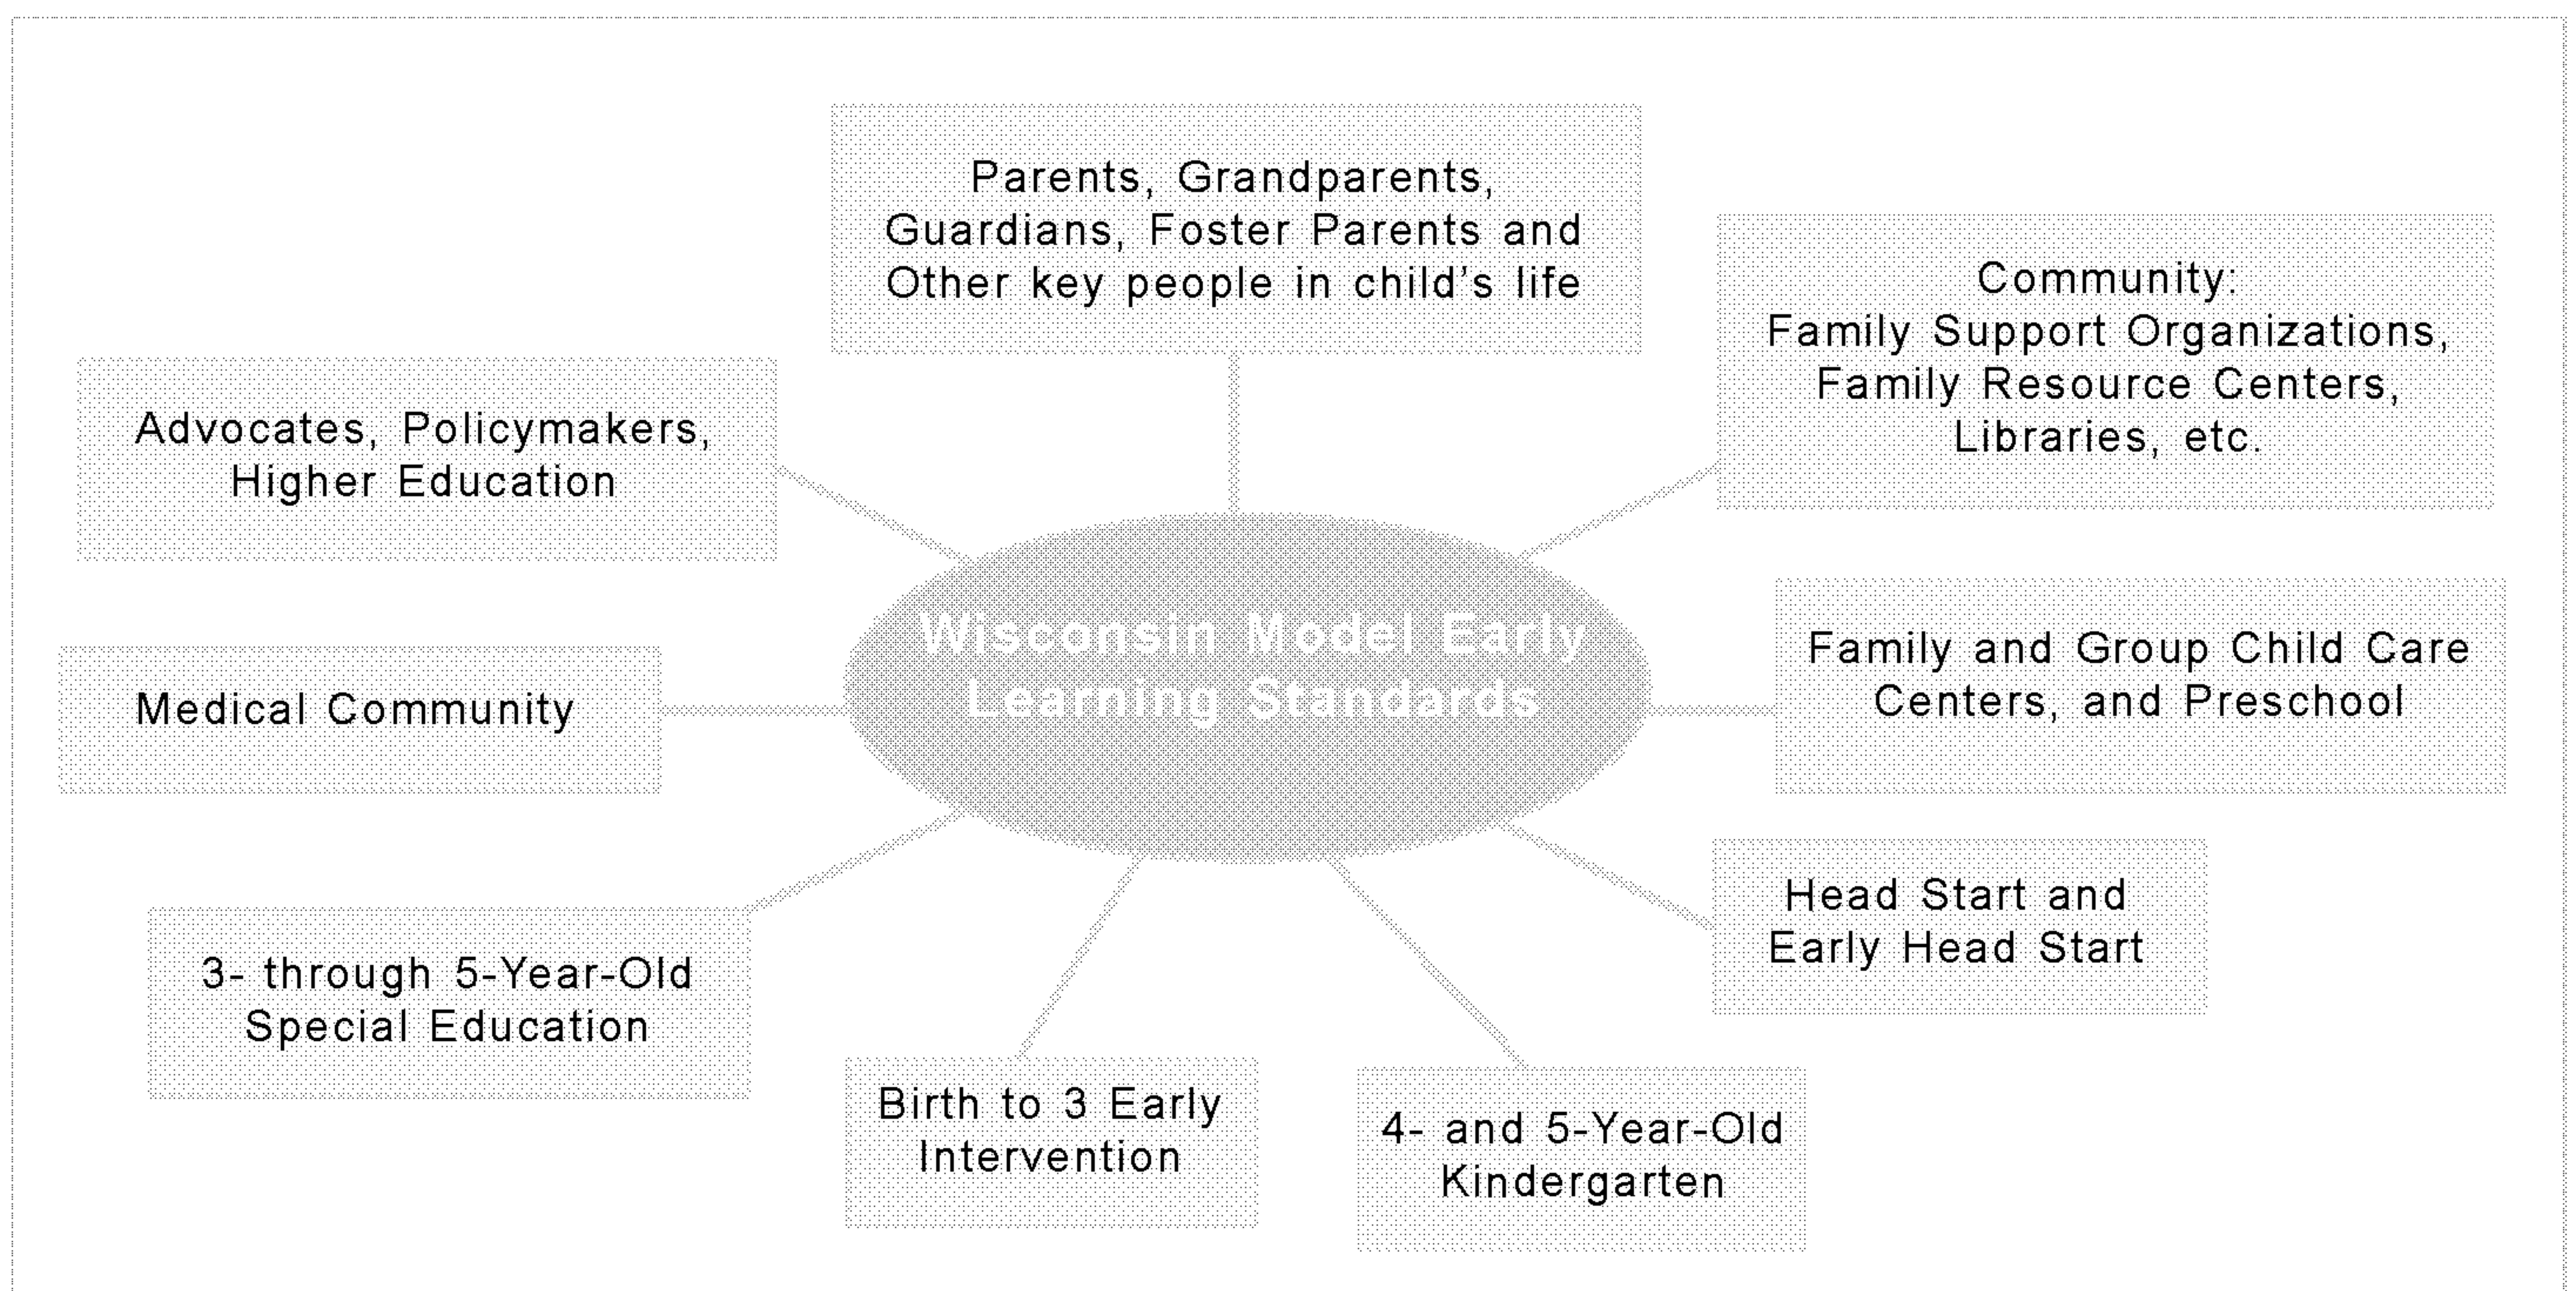 Parents, Grandparents,
Guardians, Foster Parents and
Other key people in child's life
Community:
Family Support Organizations,
Family Resource Centers,
Libraries, etc.
Advocates, Policymakers,
Higher Education
Wisconsin Model Early
Learning Standards
Family and Group Child Care
Centers, and Preschool
Medical Community
Head Start and
Early Head Start
3- through 5-Year-Old
Special Education
Birth to 3 Early
Intervention
4- and 5-Year-Old
Kindergarten